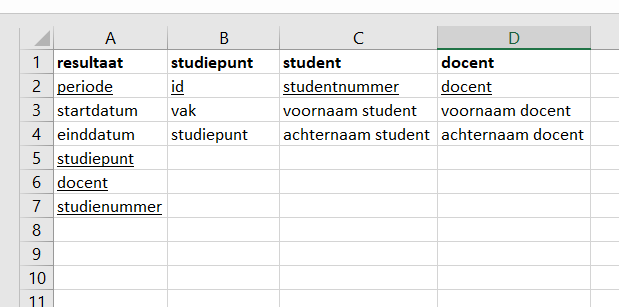 A B C D
1 resultaat studiepunt student docent
2 periode id studentnummer docent
3 startdatum vak voornaam student voornaam docent
4 einddatum studiepunt achternaam student achternaam docent
5 studiepunt
6 docent
7 studienummer
8
9
10
11